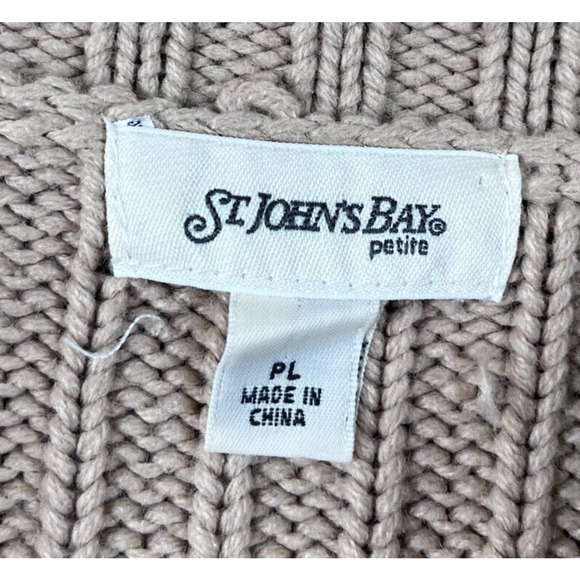 ST. JOHN'S BAY®
petite
PL
MADE IN
CHINA